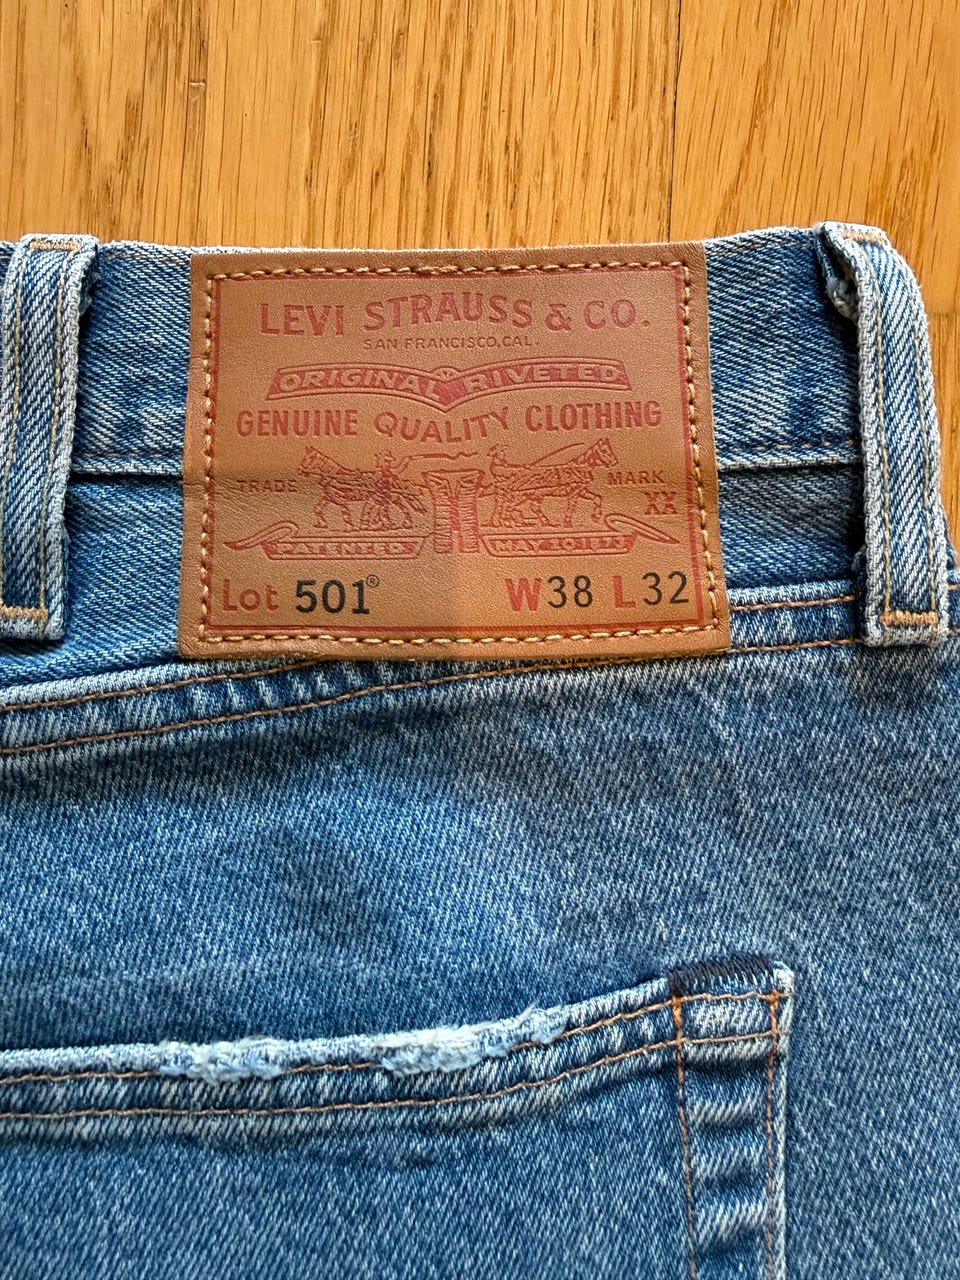 LEVI STRAUSS & CO.
SAN FRANCISCO, CAL.
ORIGINAL RIVETED
GENUINE QUALITY CLOTHING
TRADE MARK
XX
PATENTED MAY 20 1873
Lot 501® W38 L32